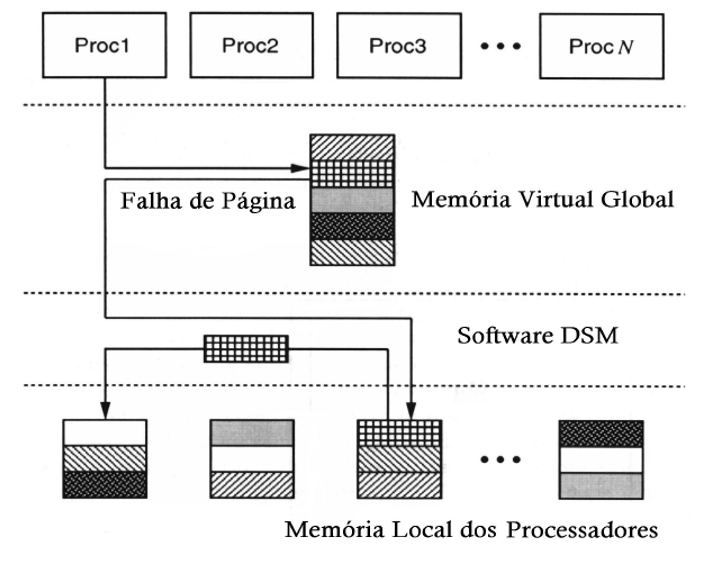 Proc1 Proc2 Proc3 ••• Proc N
Falha de Página
Memória Virtual Global
Software DSM
•••
Memória Local dos Processadores